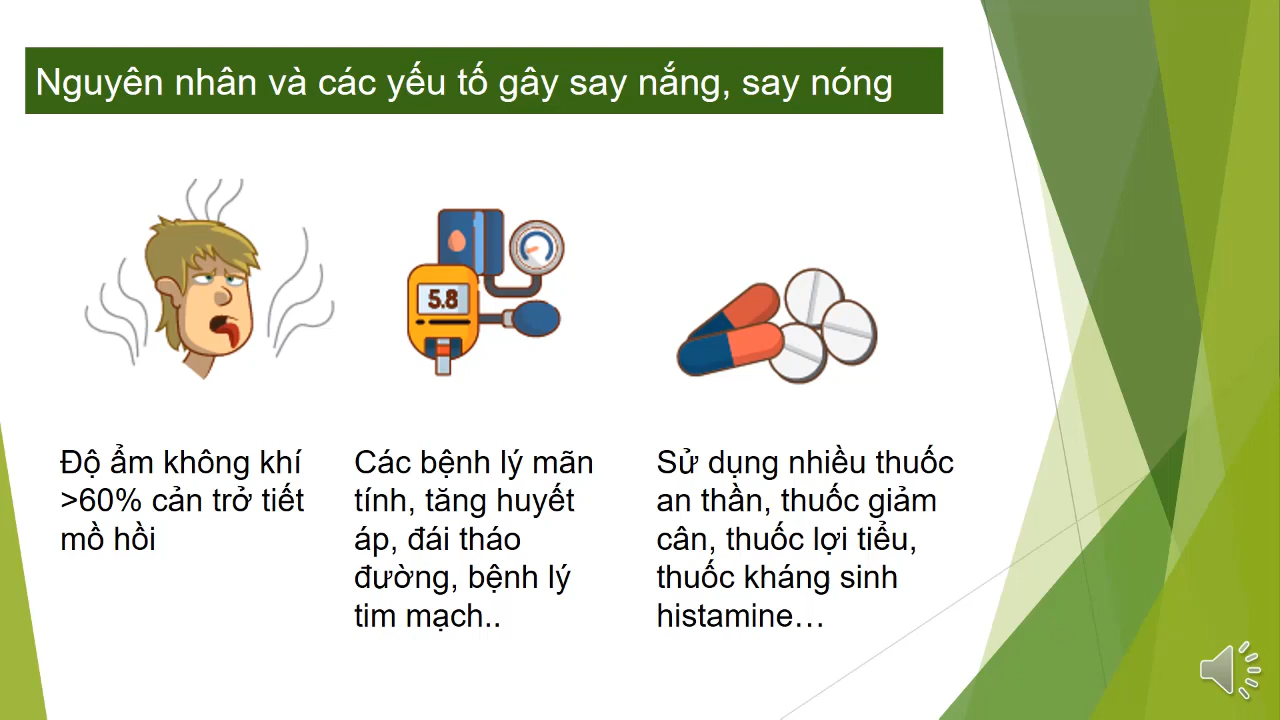 Nguyên nhân và các yếu tố gây say nắng, say nóng
5.8
Độ ẩm không khí
>60% cản trở tiết
mồ hồi
Các bệnh lý mãn
tính, tăng huyết
áp, đái tháo
đường, bệnh lý
tim mạch..
Sử dụng nhiều thuốc
an thần, thuốc giảm
cân, thuốc lợi tiểu,
thuốc kháng sinh
histamine…